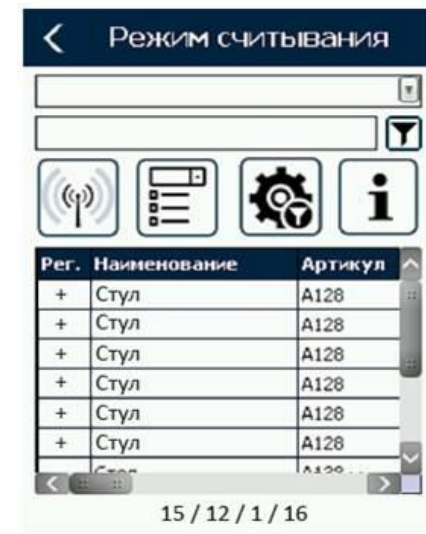 Режим считывания
Рег. Наименование Артикул
+ Стул A128
+ Стул A128
+ Стул A128
+ Стул A128
+ Стул A128
+ Стул A128
15 / 12 / 1 / 16